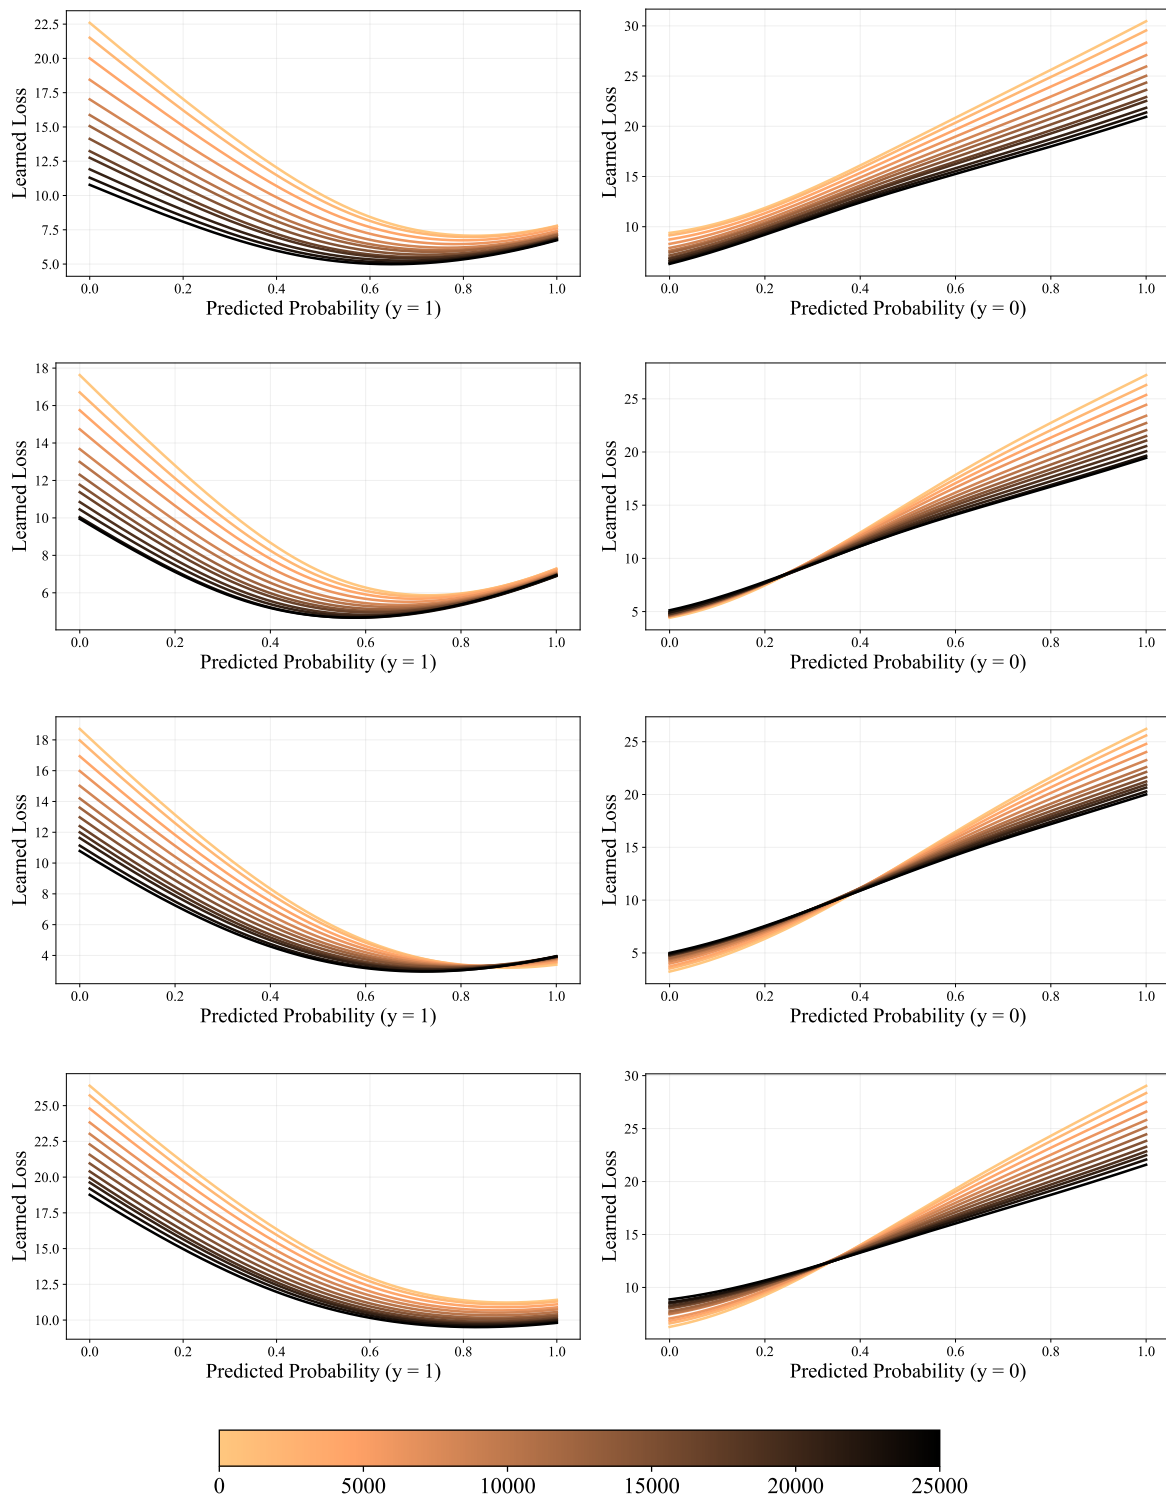 22.5
20.0
17.5
15.0
12.5
10.0
7.5
5.0
Learned Loss
0.0 0.2 0.4 0.6 0.8 1.0
Predicted Probability (y = 1)
30
25
20
15
10
Learned Loss
0.0 0.2 0.4 0.6 0.8 1.0
Predicted Probability (y = 0)
18
16
14
12
10
8
6
Learned Loss
0.0 0.2 0.4 0.6 0.8 1.0
Predicted Probability (y = 1)
25
20
15
10
5
Learned Loss
0.0 0.2 0.4 0.6 0.8 1.0
Predicted Probability (y = 0)
18
16
14
12
10
8
6
4
Learned Loss
0.0 0.2 0.4 0.6 0.8 1.0
Predicted Probability (y = 1)
25
20
15
10
5
Learned Loss
0.0 0.2 0.4 0.6 0.8 1.0
Predicted Probability (y = 0)
25.0
22.5
20.0
17.5
15.0
12.5
10.0
Learned Loss
0.0 0.2 0.4 0.6 0.8 1.0
Predicted Probability (y = 1)
30
25
20
15
10
Learned Loss
0.0 0.2 0.4 0.6 0.8 1.0
Predicted Probability (y = 0)
0 5000 10000 15000 20000 25000